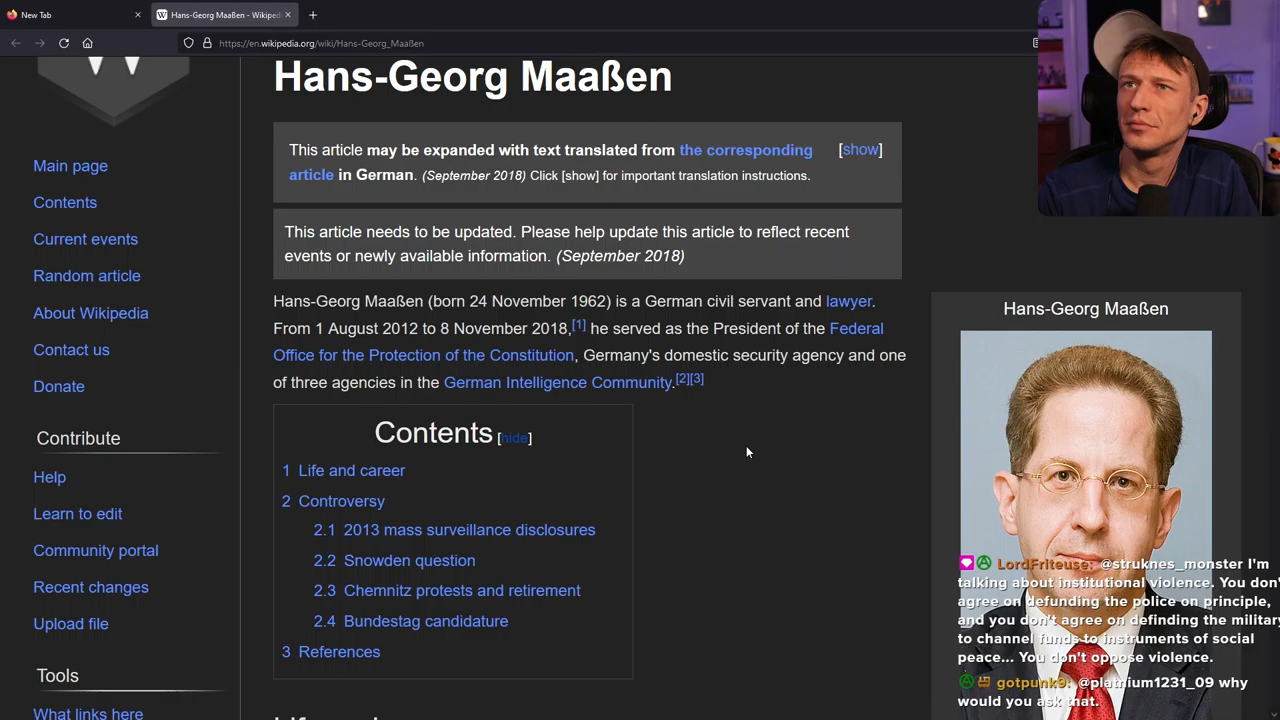 New Tab
Hans-Georg Maaßen - Wikiped
https://en.wikipedia.org/wiki/Hans-Georg_Maaßen
Hans-Georg Maaßen
This article may be expanded with text translated from the corresponding [show]
article in German. (September 2018) Click [show] for important translation instructions.
This article needs to be updated. Please help update this article to reflect recent
events or newly available information. (September 2018)
Main page
Contents
Current events
Random article
About Wikipedia
Contact us
Donate
Contribute
Help
Learn to edit
Community portal
Recent changes
Upload file
Tools
What links here
Hans-Georg Maaßen (born 24 November 1962) is a German civil servant and lawyer.
From 1 August 2012 to 8 November 2018,[1] he served as the President of the Federal
Office for the Protection of the Constitution, Germany's domestic security agency and one
of three agencies in the German Intelligence Community.[2][3]
Contents [hide]
1 Life and career
2 Controversy
2.1 2013 mass surveillance disclosures
2.2 Snowden question
2.3 Chemnitz protests and retirement
2.4 Bundestag candidature
3 References
Hans-Georg Maaßen
LordFriteuse: @struknes_monster I'm
talking about institutional violence. You don'
agree on defunding the police on principle,
and you don't agree on definding the military
to channel funds to instruments of social
peace... You don't oppose violence.
gotpunk9: @platnium1231_09 why
would you ask that.